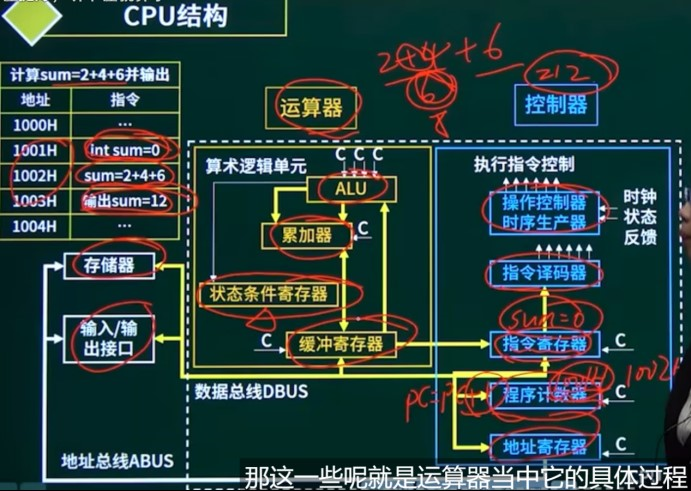 CPU结构
计算sum=2+4+6并输出
地址 指令
1000H …
1001H int sum=0
1002H sum=2+4+6
1003H 输出sum=12
1004H …
2+4+6
6
=12
运算器
控制器
算术逻辑单元
C C C
ALU
累加器
C
状态条件寄存器
C
缓冲寄存器
存储器
输入/输
出接口
数据总线DBUS
地址总线ABUS
执行指令控制
操作控制器
时序生产器
时钟
状态
反馈
指令译码器
sum=0
指令寄存器
C
程序计数器
C
地址寄存器
C
那这一些呢就是运算器当中它的具体过程